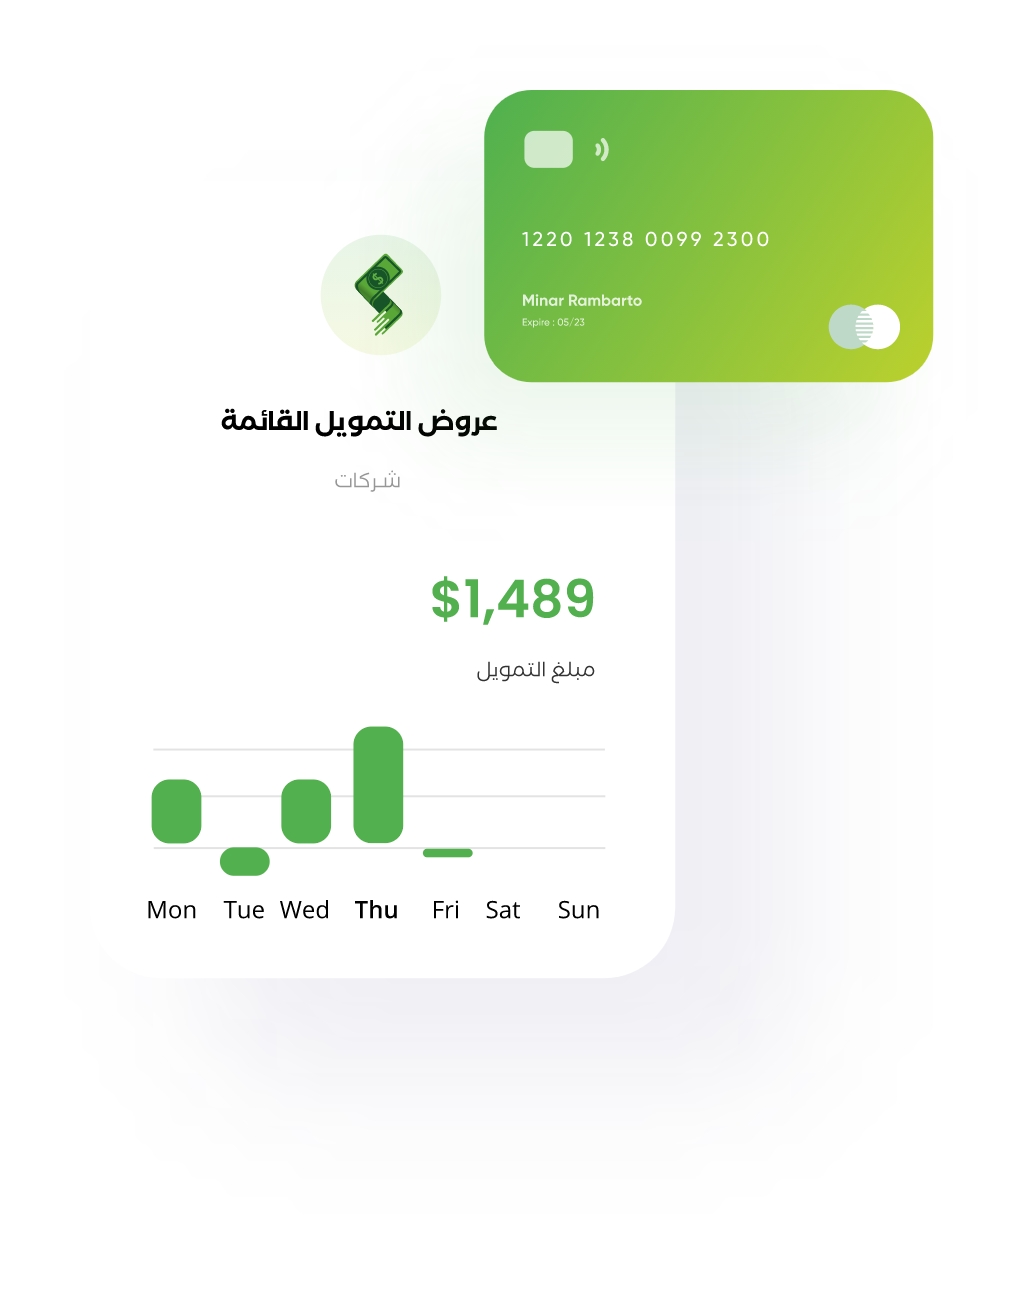 1220 1238 0099 2300
Minar Rambarto
Expire : 05/23
عروض التمويل القائمة
شركات
$1,489
مبلغ التمويل
Mon Tue Wed Thu Fri Sat Sun